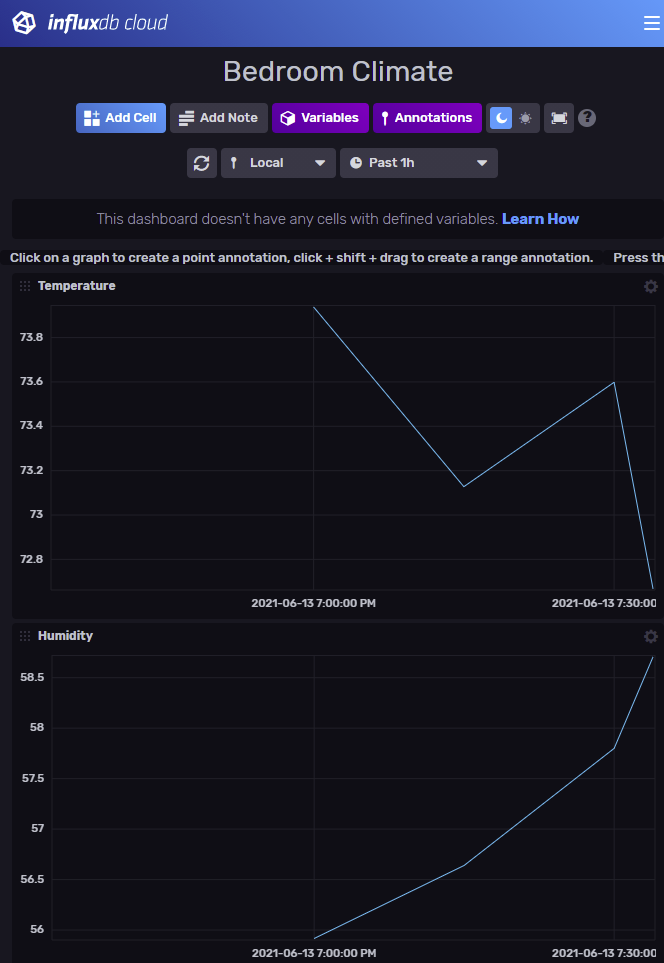 influxdb cloud
Bedroom Climate
Add Cell Add Note Variables Annotations ?
Local Past 1h
This dashboard doesn't have any cells with defined variables. Learn How
Click on a graph to create a point annotation, click + shift + drag to create a range annotation. Press th
Temperature
73.8
73.6
73.4
73.2
73
72.8
2021-06-13 7:00:00 PM 2021-06-13 7:30:00
Humidity
58.5
58
57.5
57
56.5
56
2021-06-13 7:00:00 PM 2021-06-13 7:30:00